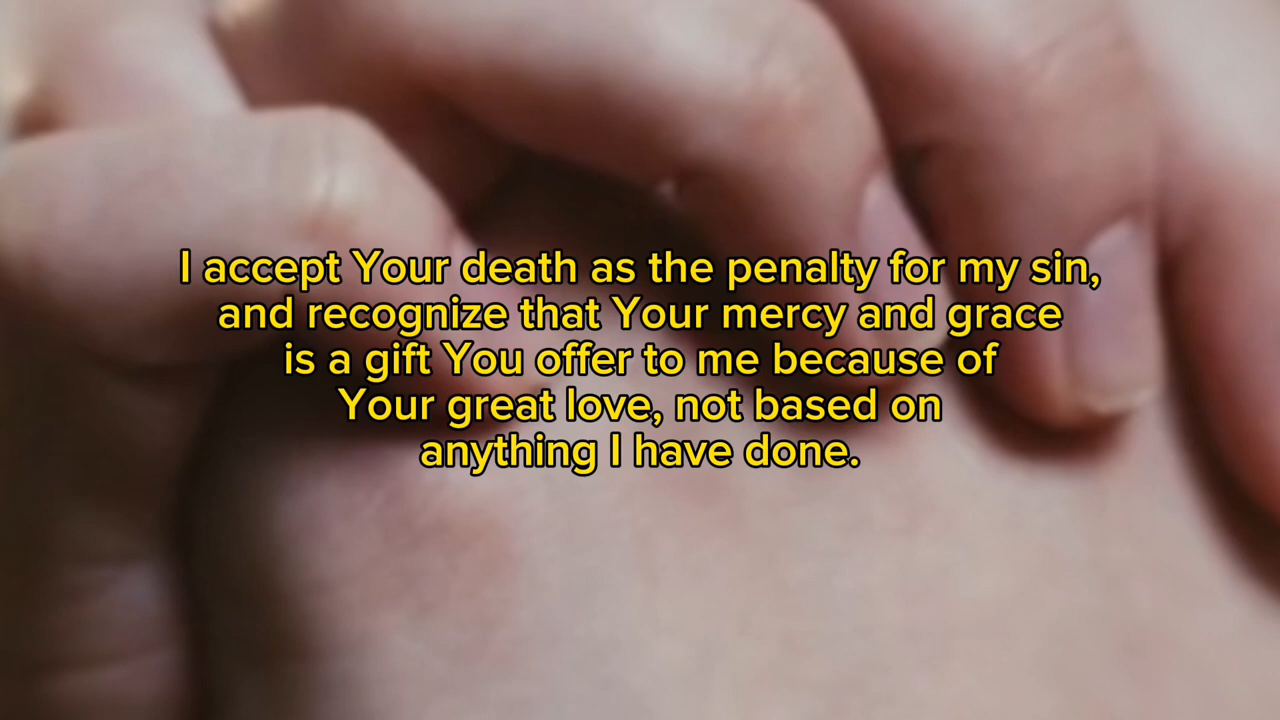 I accept Your death as the penalty for my sin,
and recognize that Your mercy and grace
is a gift You offer to me because of
Your great love, not based on
anything I have done.